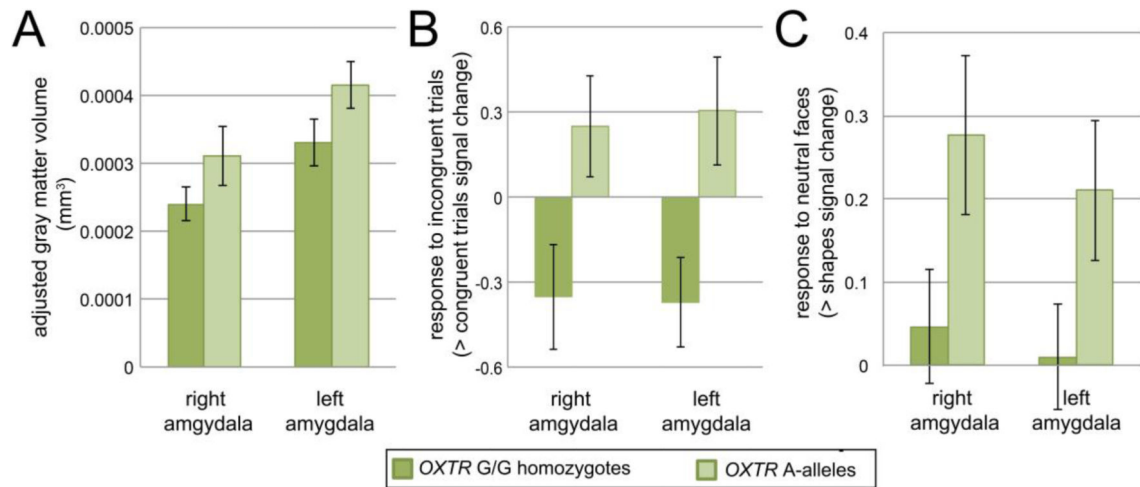 A
adjusted gray matter volume
(mm³)
0.0005
0.0004
0.0003
0.0002
0.0001
0
right
amgydala
left
amygdala
B
response to incongruent trials
(> congruent trials signal change)
0.6
0.3
0
-0.3
-0.6
right
amgydala
left
amygdala
C
response to neutral faces
(> shapes signal change)
0.4
0.3
0.2
0.1
0
right
amgydala
left
amygdala
OXTR G/G homozygotes
OXTR A-alleles